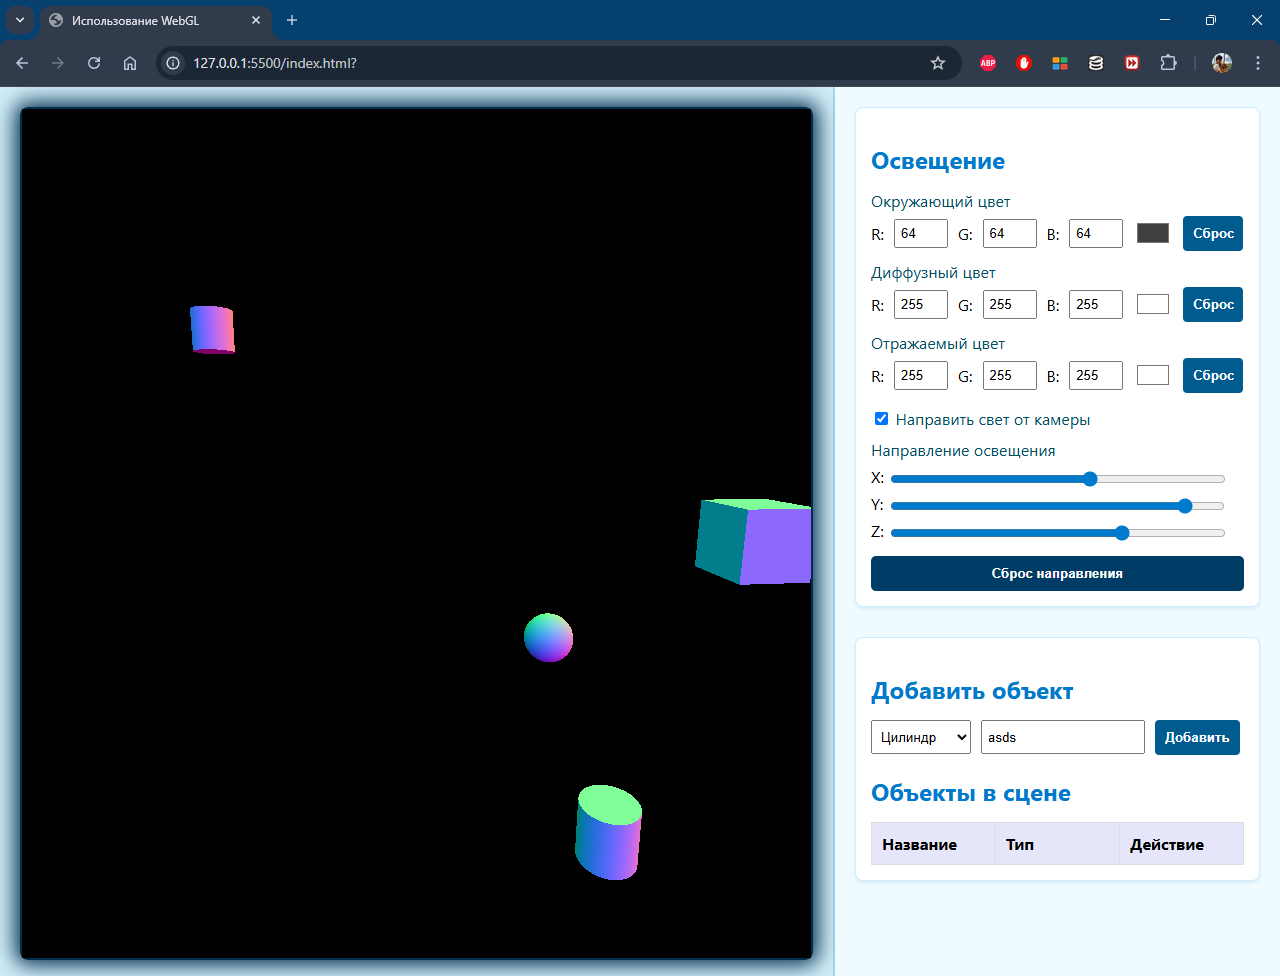 Использование WebGL
127.0.0.1:5500/index.html?
ABP
Освещение
Окружающий цвет
R: 64 G: 64 B: 64 Сброс
Диффузный цвет
R: 255 G: 255 B: 255 Сброс
Отражаемый цвет
R: 255 G: 255 B: 255 Сброс
Направить свет от камеры
Направление освещения
X:
Y:
Z:
Сброс направления
Добавить объект
Цилиндр asds Добавить
Объекты в сцене
Название Тип Действие